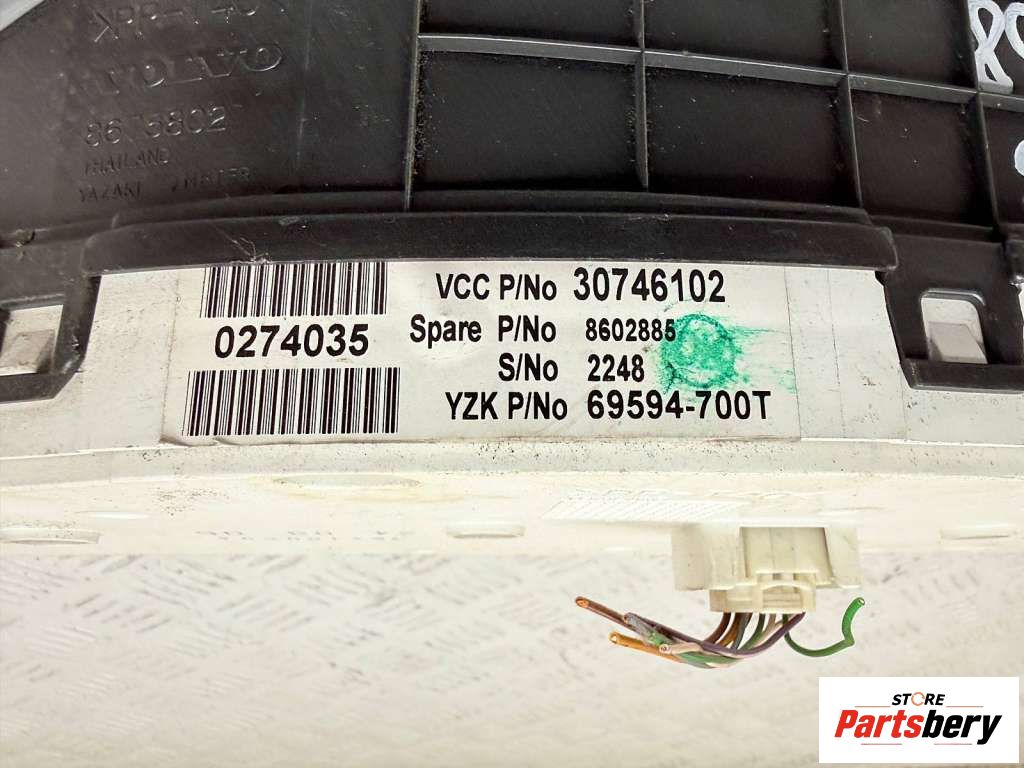 VOLVO
THAILAND
YAZAKI
0274035
VCC P/No 30746102
Spare P/No 8602885
S/No 2248
YZK P/No 69594-700T
STORE
Partsbery